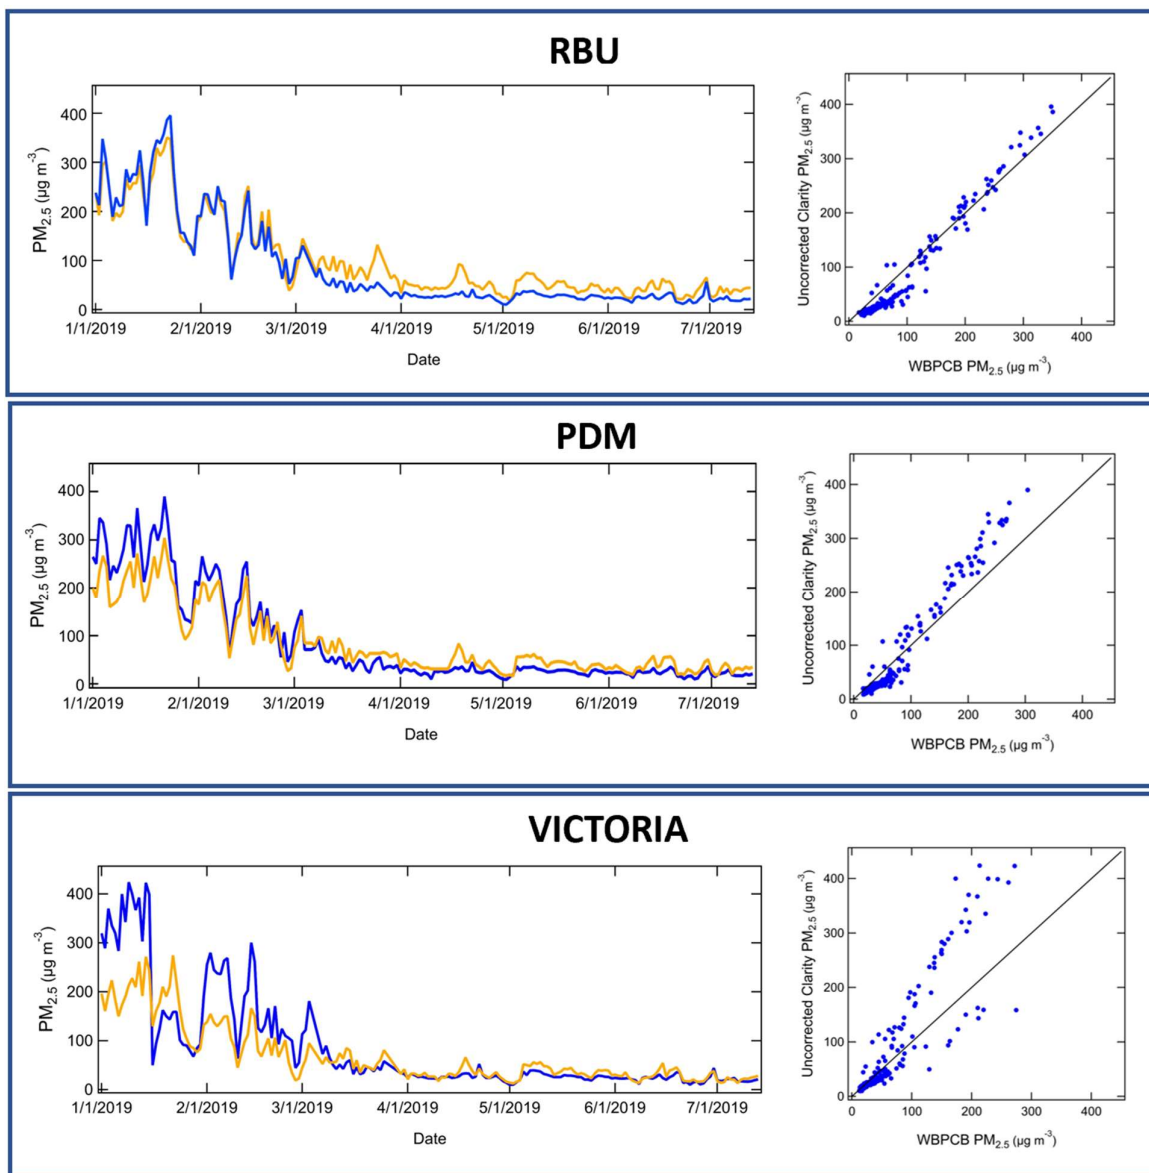 RBU
PM2.5 (µg m-3)
400
300
200
100
0
1/1/2019 2/1/2019 3/1/2019 4/1/2019 5/1/2019 6/1/2019 7/1/2019
Date
Uncorrected Clarity PM2.5 (µg m-3)
400
300
200
100
0
0 100 200 300 400
WBPCB PM2.5 (µg m-3)
PDM
PM2.5 (µg m-3)
400
300
200
100
0
1/1/2019 2/1/2019 3/1/2019 4/1/2019 5/1/2019 6/1/2019 7/1/2019
Date
Uncorrected Clarity PM2.5 (µg m-3)
400
300
200
100
0
0 100 200 300 400
WBPCB PM2.5 (µg m-3)
VICTORIA
PM2.5 (µg m-3)
400
300
200
100
0
1/1/2019 2/1/2019 3/1/2019 4/1/2019 5/1/2019 6/1/2019 7/1/2019
Date
Uncorrected Clarity PM2.5 (µg m-3)
400
300
200
100
0
0 100 200 300 400
WBPCB PM2.5 (µg m-3)